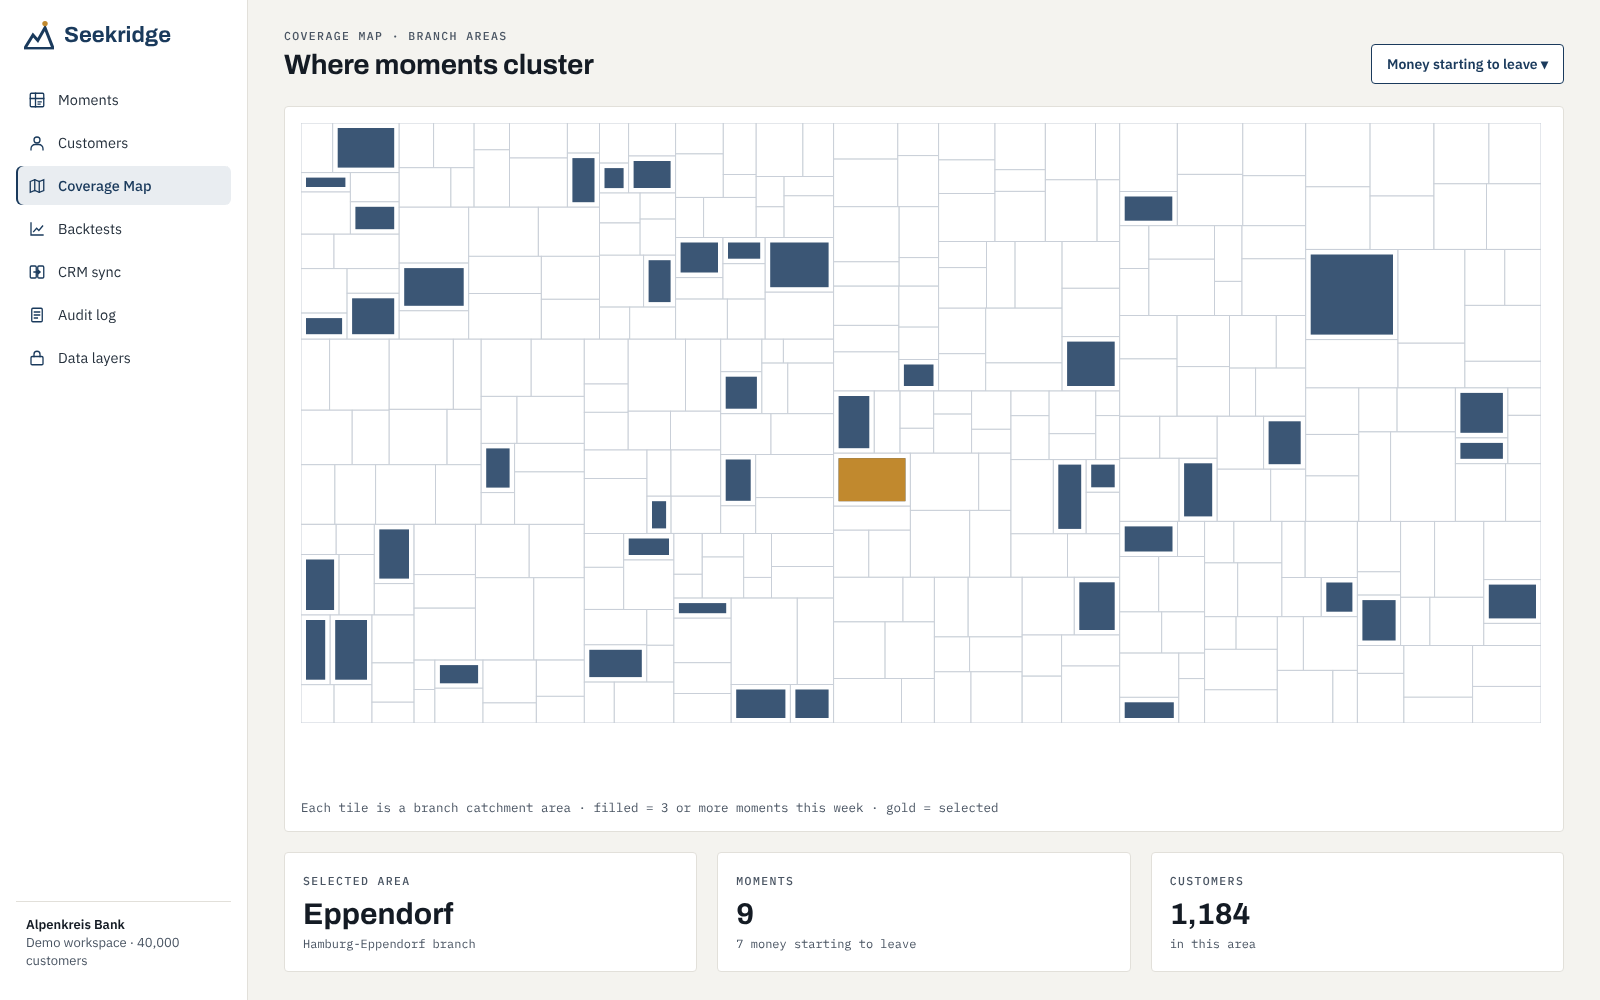 Seekridge
Moments
Customers
Coverage Map
Backtests
CRM sync
Audit log
Data layers
Alpenkreis Bank
Demo workspace · 40,000
customers
COVERAGE MAP · BRANCH AREAS
Where moments cluster
Money starting to leave ▾
Each tile is a branch catchment area · filled = 3 or more moments this week · gold = selected
SELECTED AREA
Eppendorf
Hamburg-Eppendorf branch
MOMENTS
9
7 money starting to leave
CUSTOMERS
1,184
in this area